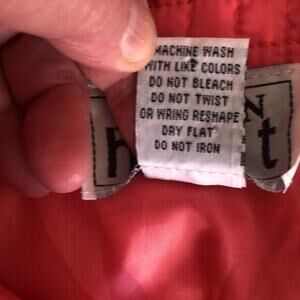 MACHINE WASH
WITH LIKE COLORS
DO NOT BLEACH
DO NOT TWIST
OR WRING RESHAPE
DRY FLAT
DO NOT IRON